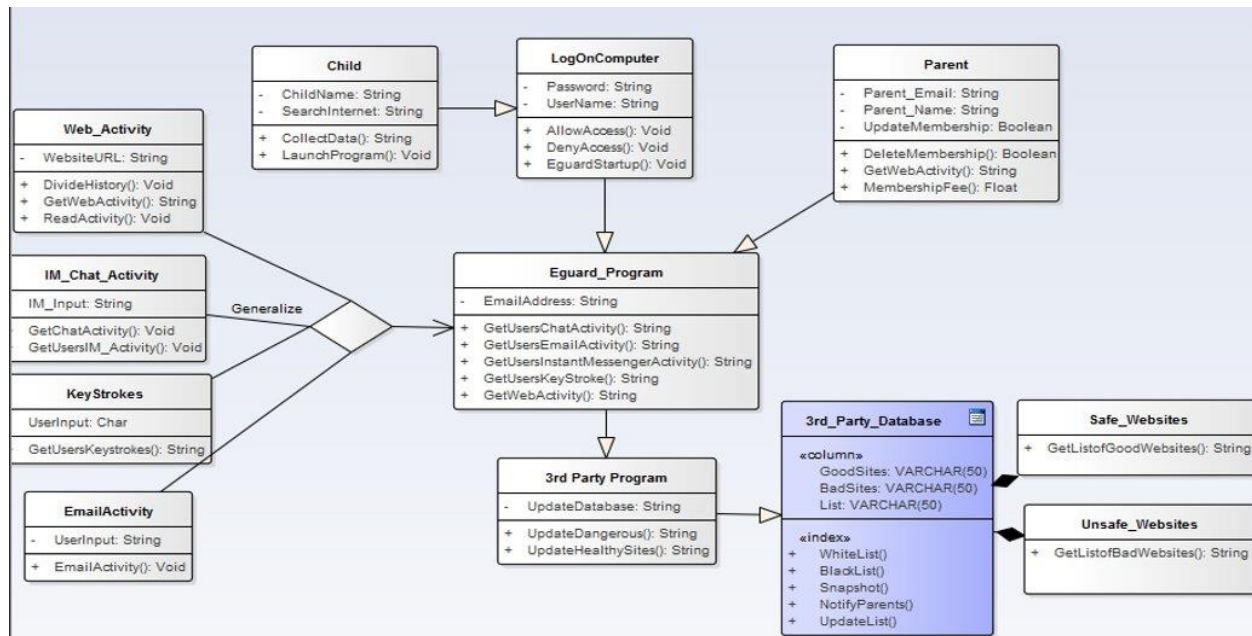 Child
- ChildName: String
- SearchInternet: String
+ CollectData(): String
+ LaunchProgram(): Void
LogOnComputer
- Password: String
- UserName: String
+ AllowAccess(): Void
+ DenyAccess(): Void
+ EguardStartup(): Void
Parent
- Parent_Email: String
- Parent_Name: String
- UpdateMembership: Boolean
+ DeleteMembership(): Boolean
+ GetWebActivity(): String
+ MembershipFee(): Float
Web_Activity
- WebsiteURL: String
+ DivideHistory(): Void
+ GetWebActivity(): String
+ ReadActivity(): Void
IM_Chat_Activity
IM_Input: String
GetChatActivity(): Void
GetUsersIM_Activity(): Void
Generalize
KeyStrokes
UserInput: Char
GetUsersKeystrokes(): String
EmailActivity
- UserInput: String
+ EmailActivity(): Void
Eguard_Program
- EmailAddress: String
+ GetUsersChatActivity(): String
+ GetUsersEmailActivity(): String
+ GetUsersInstantMessengerActivity(): String
+ GetUsersKeyStroke(): String
+ GetWebActivity(): String
3rd Party Program
- UpdateDatabase: String
+ UpdateDangerous(): String
+ UpdateHealthySites(): String
3rd_Party_Database
«column»
GoodSites: VARCHAR(50)
BadSites: VARCHAR(50)
List: VARCHAR(50)
«index»
+ WhiteList()
+ BlackList()
+ Snapshot()
+ NotifyParents()
+ UpdateList()
Safe_Websites
+ GetListofGoodWebsites(): String
Unsafe_Websites
+ GetListofBadWebsites(): String